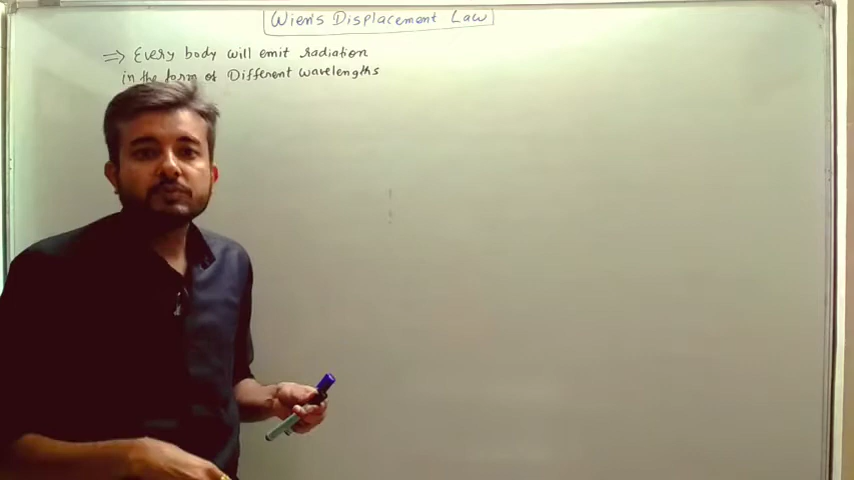 Wien's Displacement Law
⇒ Every body will emit radiation
in the form of Different wavelengths